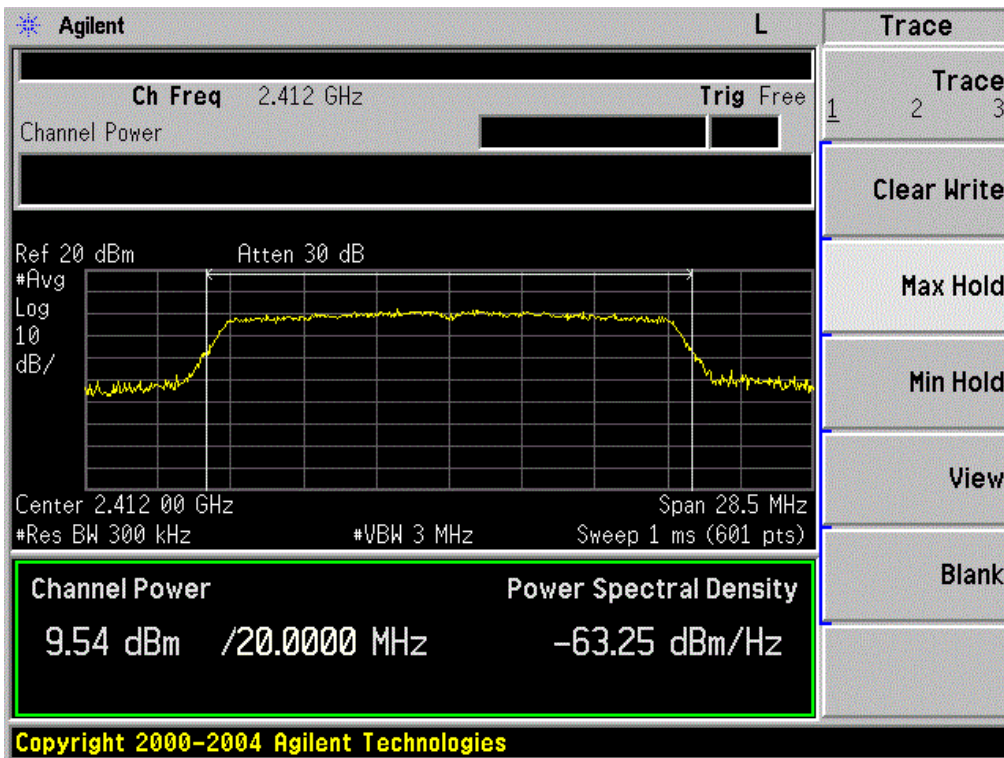 Agilent L Trace
Ch Freq 2.412 GHz Trig Free
Channel Power
Trace
1 2 3
Clear Write
Max Hold
Min Hold
View
Blank
Ref 20 dBm Atten 30 dB
#Avg
Log
10
dB/
Center 2.412 00 GHz Span 28.5 MHz
#Res BW 300 kHz #VBW 3 MHz Sweep 1 ms (601 pts)
Channel Power Power Spectral Density
9.54 dBm /20.0000 MHz -63.25 dBm/Hz
Copyright 2000-2004 Agilent Technologies